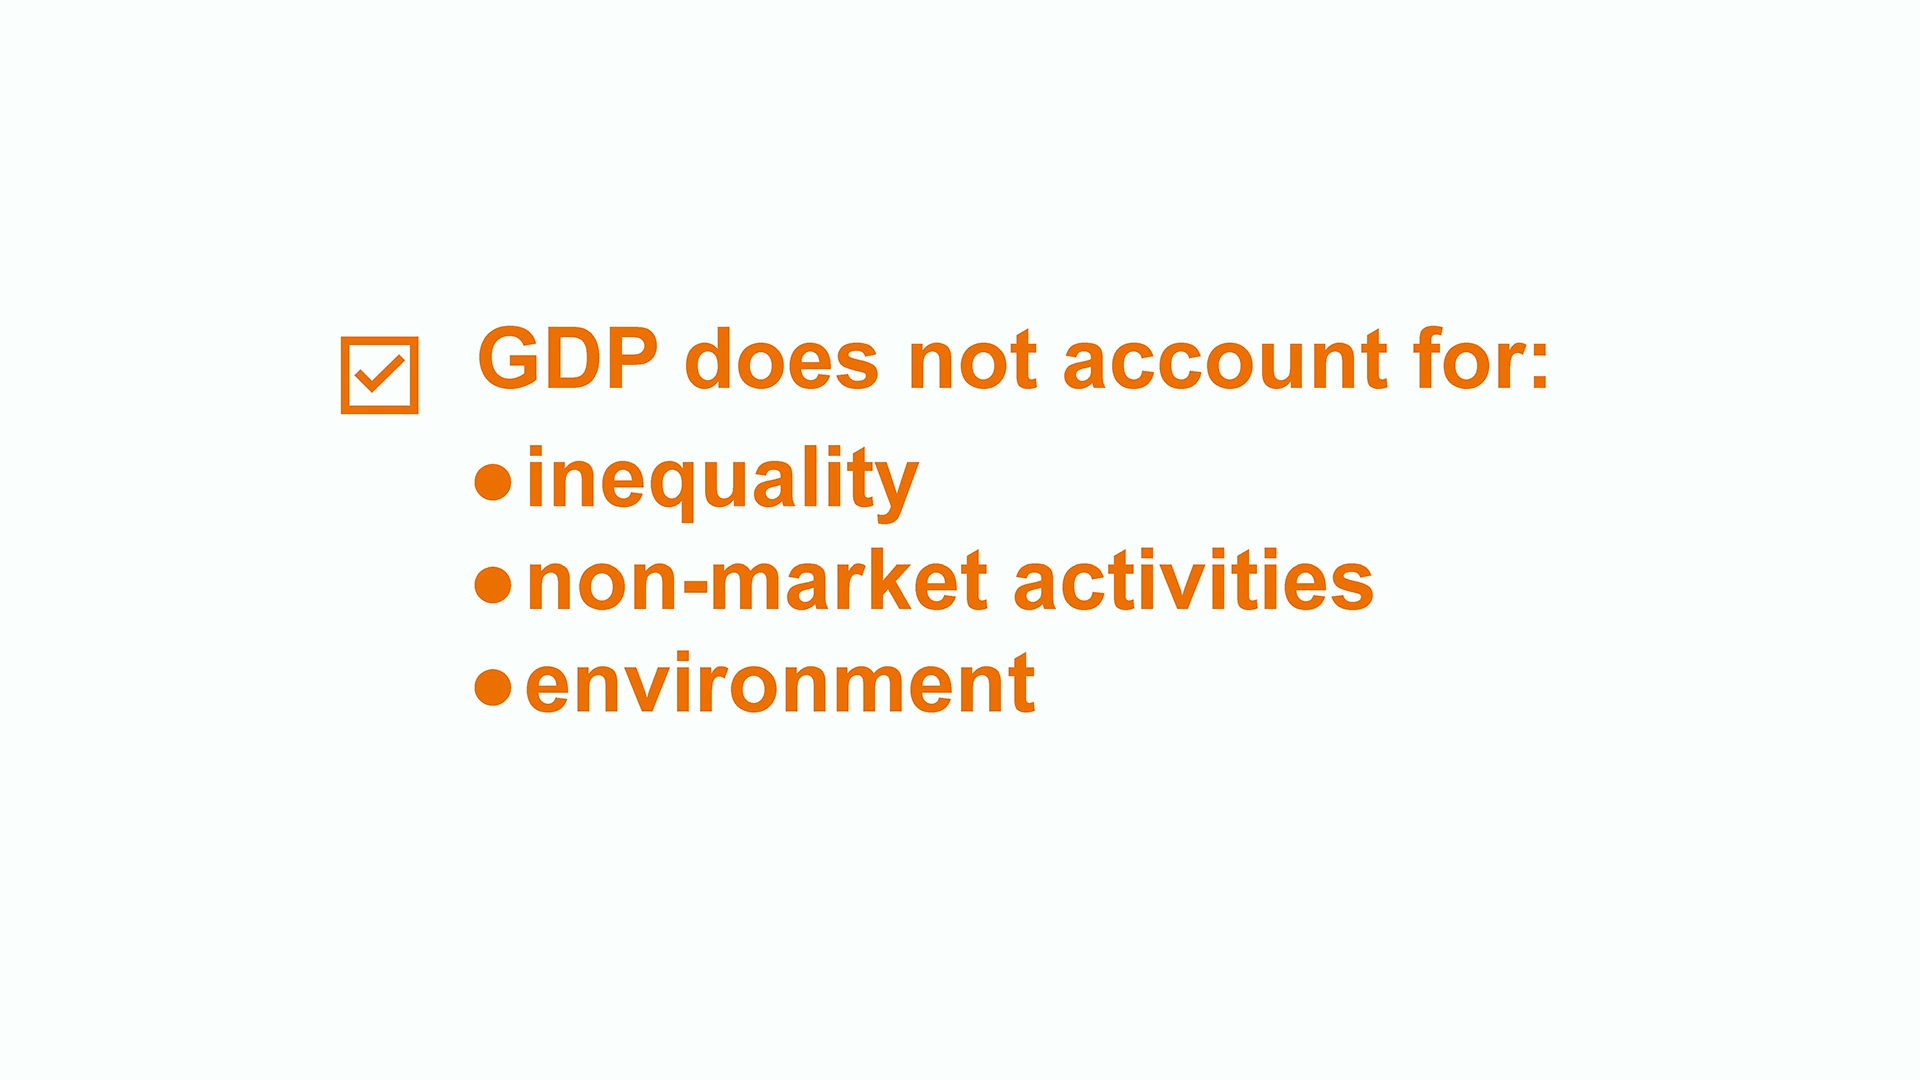 GDP does not account for:
•inequality
•non-market activities
•environment